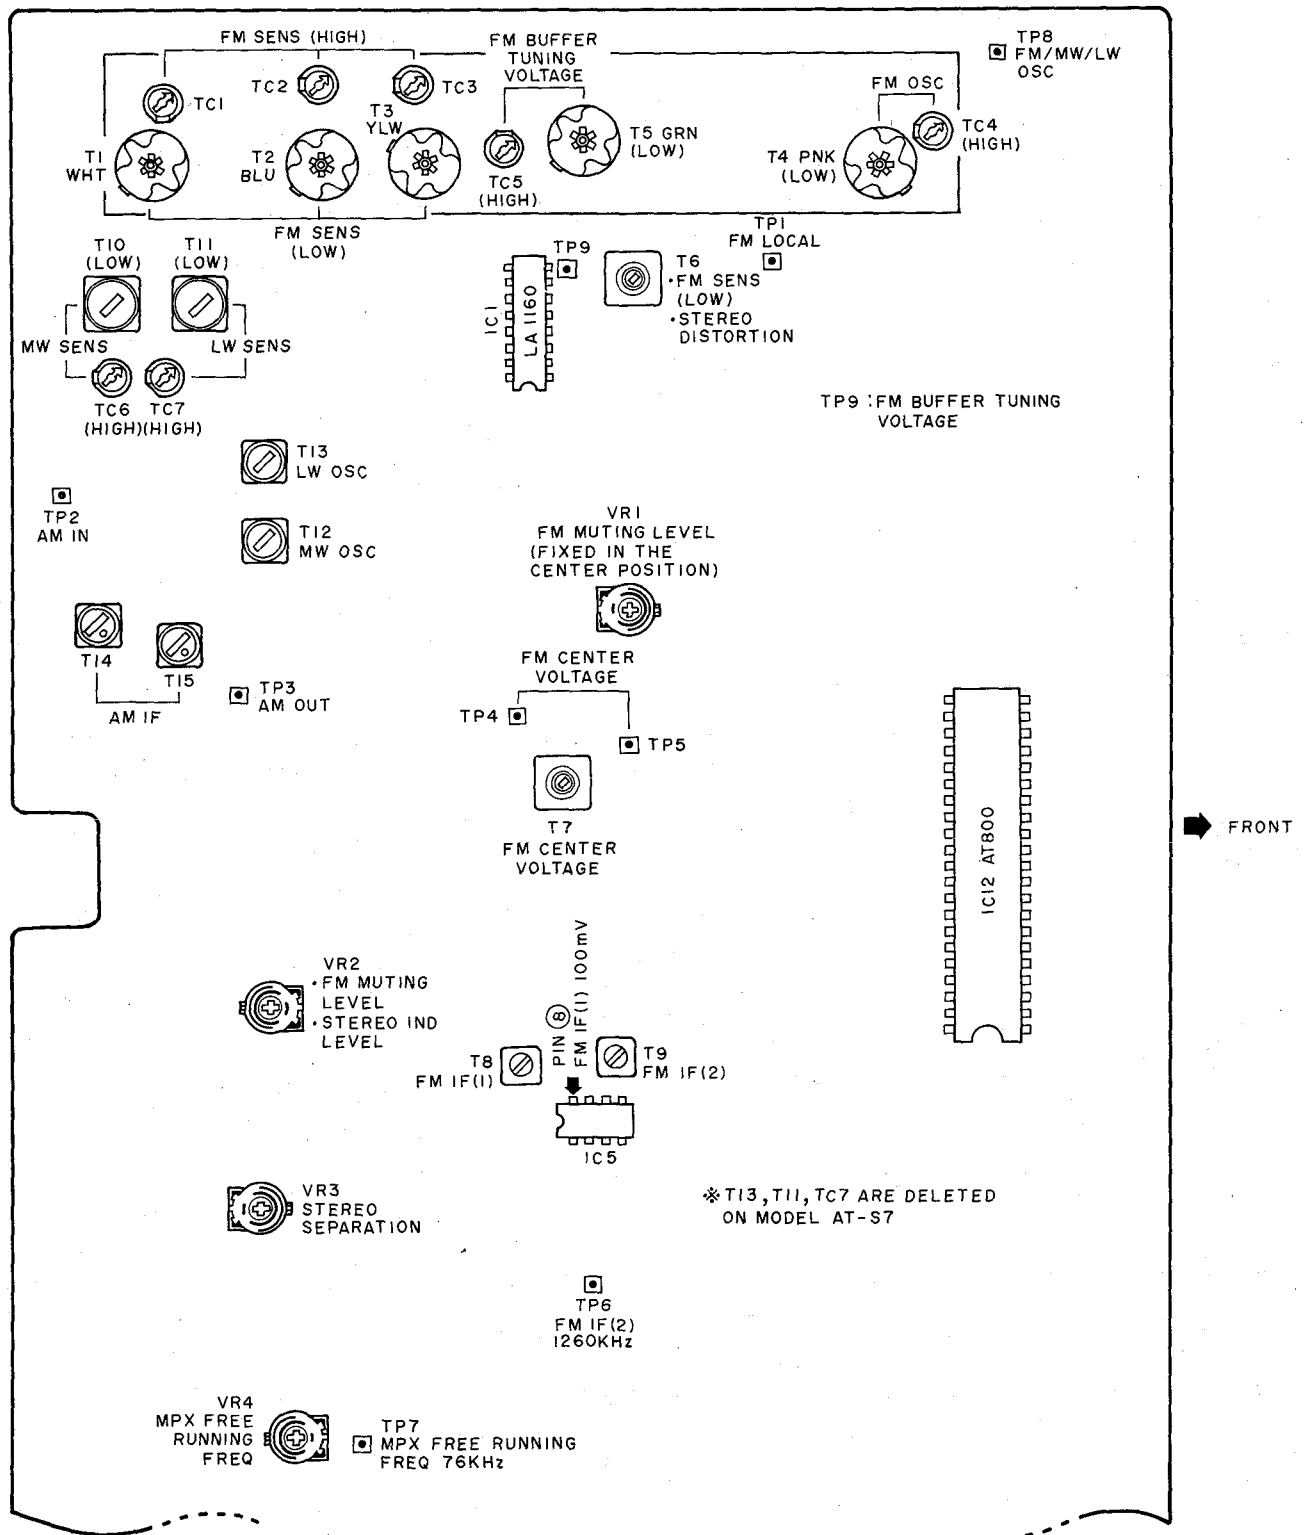 FM SENS (HIGH)
TC1
TC2
TC3
T1
WHT
T2
BLU
T3
YLW
FM SENS
(LOW)
FM BUFFER
TUNING
VOLTAGE
TC5
(HIGH)
T5 GRN
(LOW)
FM OSC
TC4
(HIGH)
T4 PNK
(LOW)
TP8
FM/MW/LW
OSC
T10
(LOW)
T11
(LOW)
MW SENS
LW SENS
TC6
(HIGH)
TC7
(HIGH)
IC1
LA1160
TP9
T6
•FM SENS
(LOW)
•STEREO
DISTORTION
TP1
FM LOCAL
TP9 : FM BUFFER TUNING
VOLTAGE
T13
LW OSC
TP2
AM IN
T12
MW OSC
VR1
FM MUTING LEVEL
(FIXED IN THE
CENTER POSITION)
T14
T15
AM IF
TP3
AM OUT
FM CENTER
VOLTAGE
TP4
TP5
T7
FM CENTER
VOLTAGE
IC12 AT800
FRONT
VR2
•FM MUTING
LEVEL
•STEREO IND
LEVEL
PIN ⑧
FM IF(1) 100mV
T8
FM IF(1)
T9
FM IF(2)
IC5
VR3
STEREO
SEPARATION
※T13,T11,TC7 ARE DELETED
ON MODEL AT-S7
TP6
FM IF(2)
1260KHz
VR4
MPX FREE
RUNNING
FREQ
TP7
MPX FREE RUNNING
FREQ 76KHz